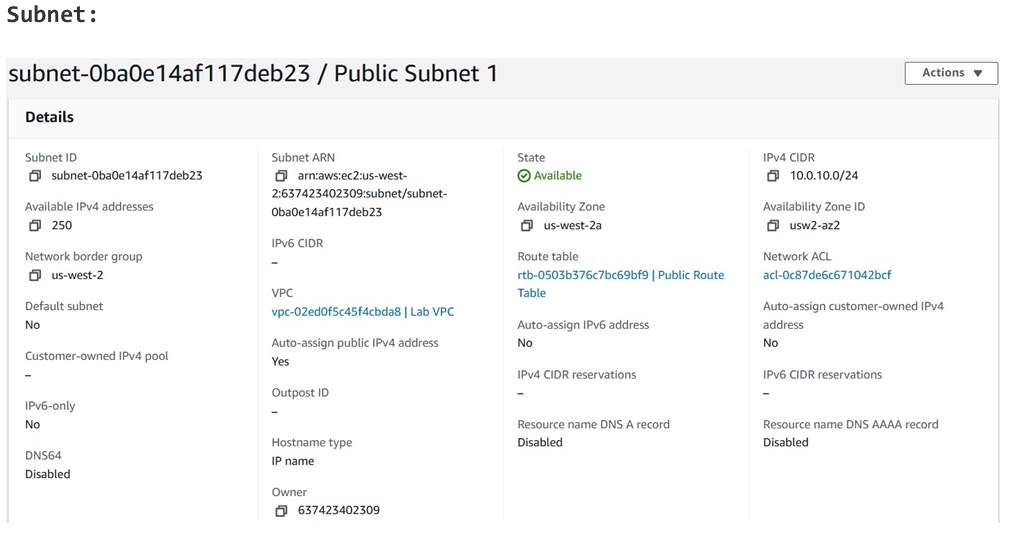 Subnet:
subnet-0ba0e14af117deb23 / Public Subnet 1
Actions
Details
Subnet ID
subnet-0ba0e14af117deb23
Available IPv4 addresses
250
Network border group
us-west-2
Default subnet
No
Customer-owned IPv4 pool
–
IPv6-only
No
DNS64
Disabled
Subnet ARN
arn:aws:ec2:us-west-
2:637423402309:subnet/subnet-
0ba0e14af117deb23
IPv6 CIDR
–
VPC
vpc-02ed0f5c45f4cbda8 | Lab VPC
Auto-assign public IPv4 address
Yes
Outpost ID
–
Hostname type
IP name
Owner
637423402309
State
Available
Availability Zone
us-west-2a
Route table
rtb-0503b376c7bc69bf9 | Public Route
Table
Auto-assign IPv6 address
No
IPv4 CIDR reservations
–
Resource name DNS A record
Disabled
IPv4 CIDR
10.0.10.0/24
Availability Zone ID
usw2-az2
Network ACL
acl-0c87de6c671042bcf
Auto-assign customer-owned IPv4
address
No
IPv6 CIDR reservations
–
Resource name DNS AAAA record
Disabled